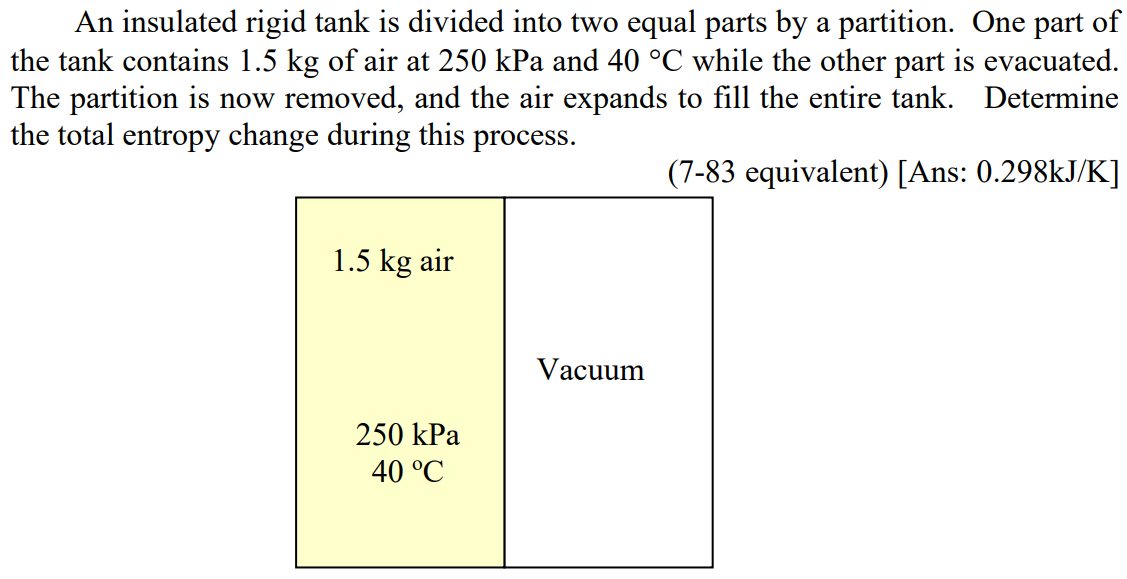 An insulated rigid tank is divided into two equal parts by a partition. One part of
the tank contains 1.5 kg of air at 250 kPa and 40 °C while the other part is evacuated.
The partition is now removed, and the air expands to fill the entire tank. Determine
the total entropy change during this process.
(7-83 equivalent) [Ans: 0.298kJ/K]
1.5 kg air
Vacuum
250 kPa
40 °C